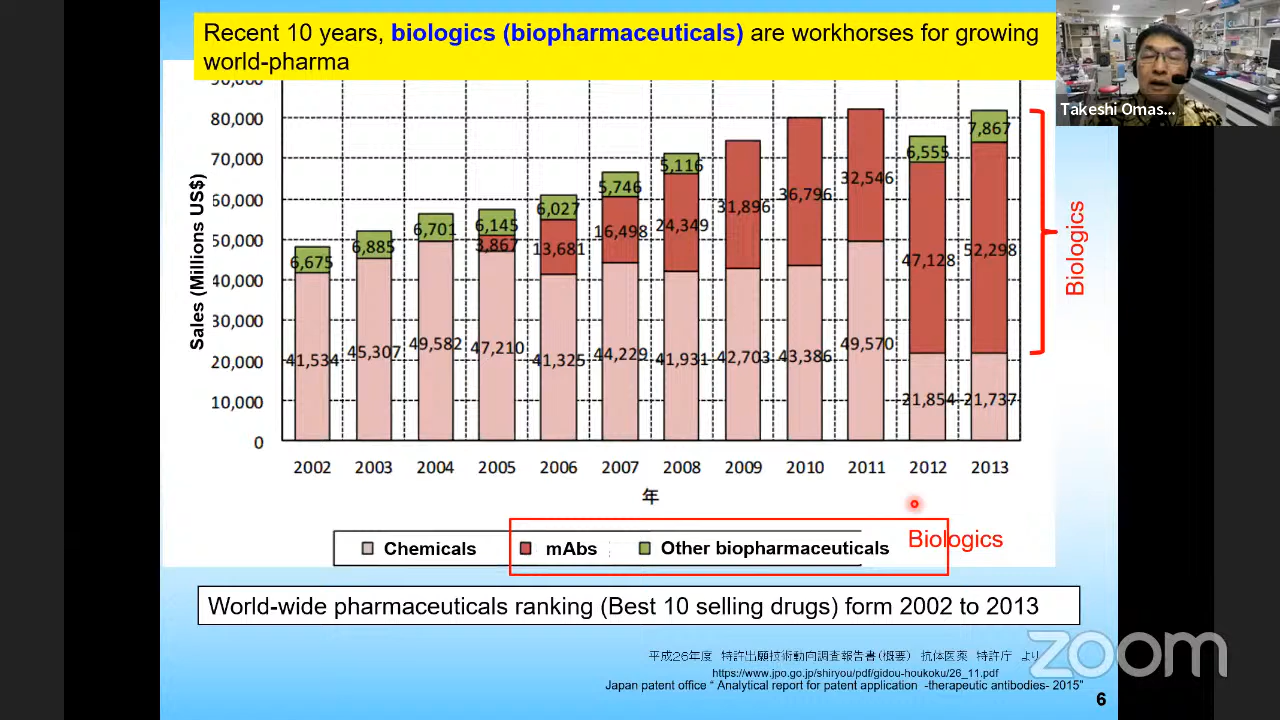 Recent 10 years, biologics (biopharmaceuticals) are workhorses for growing
world-pharma
Takeshi Omas...
90,000
80,000
70,000
60,000
50,000
40,000
30,000
20,000
10,000
0
Sales (Millions US$)
6,675
41,534
6,885
45,307
6,701
49,582
6,145
3,867
47,210
6,027
13,681
41,325
5,746
16,498
44,229
5,116
24,349
41,931
31,896
42,703
36,796
43,386
32,546
49,570
6,555
47,128
21,854
7,867
52,298
21,737
Biologics
2002 2003 2004 2005 2006 2007 2008 2009 2010 2011 2012 2013
年
Chemicals mAbs Other biopharmaceuticals
Biologics
World-wide pharmaceuticals ranking (Best 10 selling drugs) form 2002 to 2013
zoom
平成26年度 特許出願技術動向調査報告書(概要) 抗体医薬 特許庁 より
https://www.jpo.go.jp/shiryou/pdf/gidou-houkoku/26_11.pdf
Japan patent office “ Analytical report for patent application -therapeutic antibodies- 2015”
6